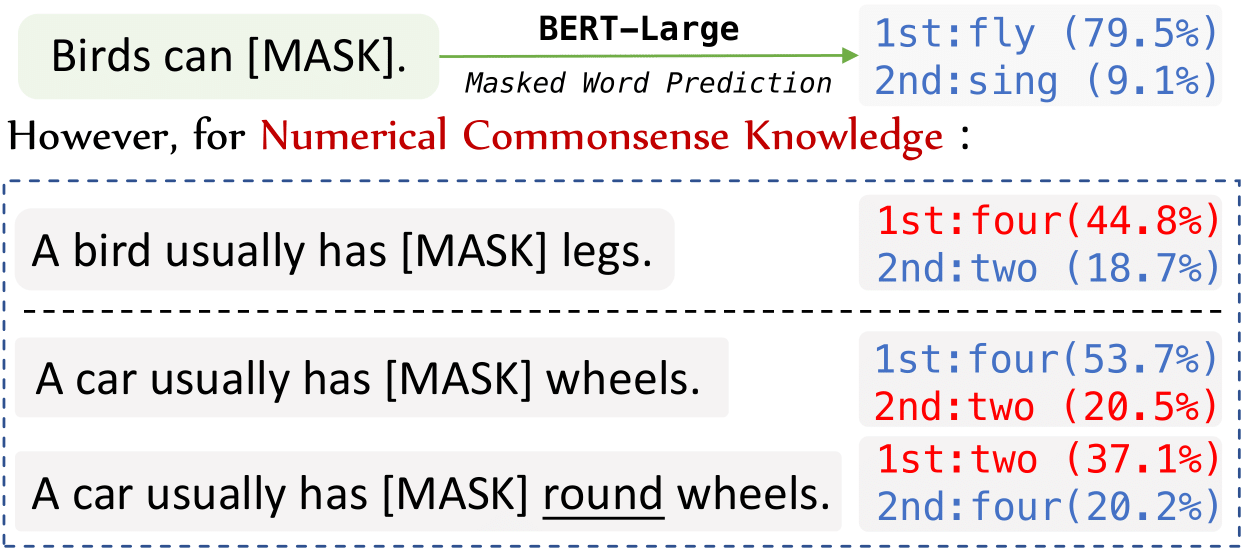 Birds can [MASK].
BERT-Large
Masked Word Prediction
1st:fly (79.5%)
2nd:sing (9.1%)
However, for Numerical Commonsense Knowledge :
A bird usually has [MASK] legs.
1st:four(44.8%)
2nd:two (18.7%)
A car usually has [MASK] wheels.
1st:four(53.7%)
2nd:two (20.5%)
A car usually has [MASK] round wheels.
1st:two (37.1%)
2nd:four(20.2%)